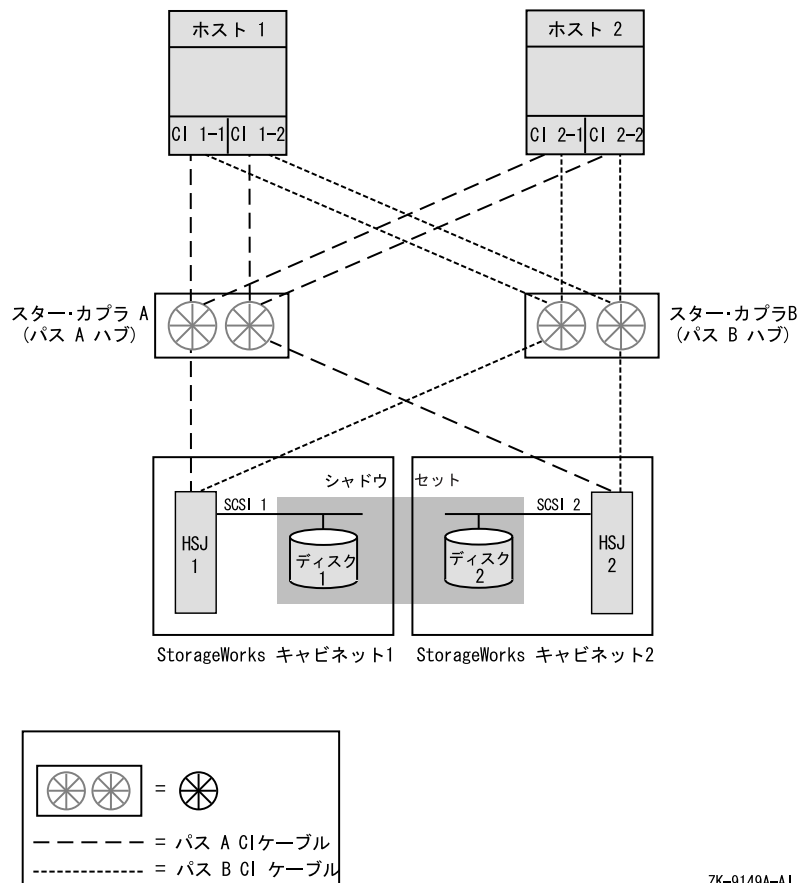 ホスト 1
ホスト 2
CI 1-1 CI 1-2
CI 2-1 CI 2-2
スター・カプラ A
(パス A ハブ)
スター・カプラB
(パス B ハブ)
シャドウ セット
SCSI 1
SCSI 2
HSJ
1
ディスク
1
ディスク
2
HSJ
2
StorageWorks キャビネット1
StorageWorks キャビネット2
=
= パス A CIケーブル
= パス B CI ケーブル
ZK-9149A-AI